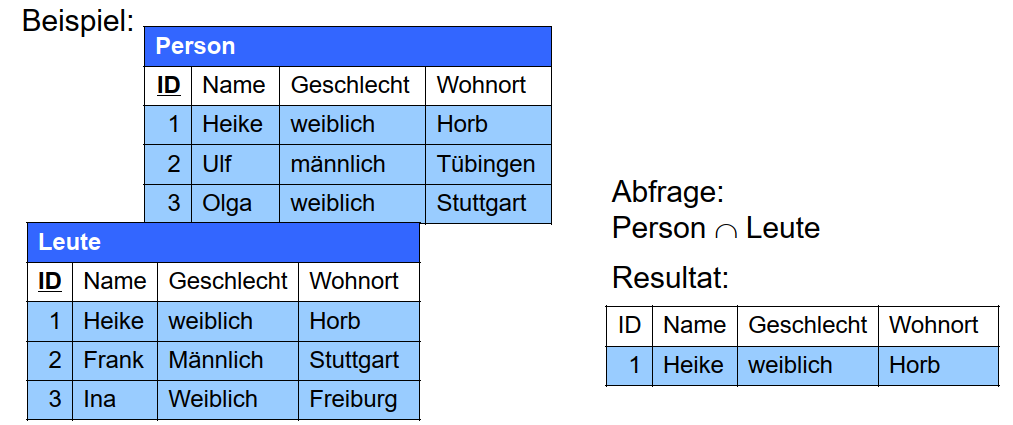 Beispiel:
Person
ID Name Geschlecht Wohnort
1 Heike weiblich Horb
2 Ulf männlich Tübingen
3 Olga weiblich Stuttgart
Leute
ID Name Geschlecht Wohnort
1 Heike weiblich Horb
2 Frank Männlich Stuttgart
3 Ina Weiblich Freiburg
Abfrage:
Person ∩ Leute
Resultat:
ID Name Geschlecht Wohnort
1 Heike weiblich Horb